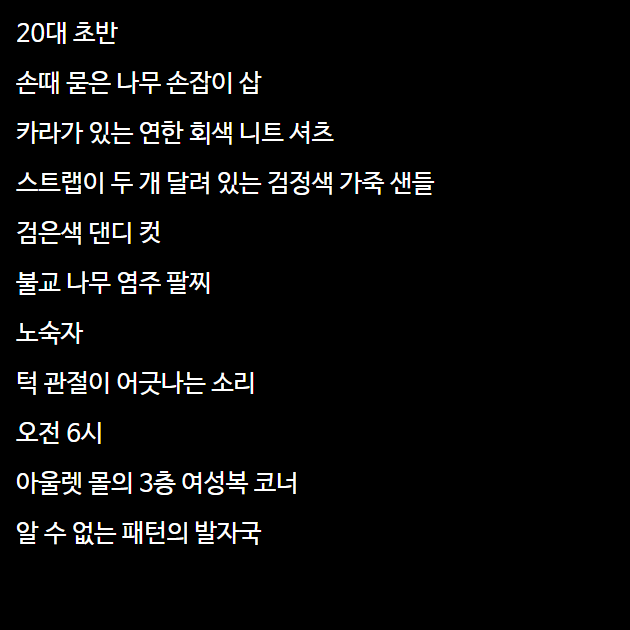 20대 초반
손때 묻은 나무 손잡이 삽
카라가 있는 연한 회색 니트 셔츠
스트랩이 두 개 달려 있는 검정색 가죽 샌들
검은색 댄디 컷
불교 나무 염주 팔찌
노숙자
턱 관절이 어긋나는 소리
오전 6시
아울렛 몰의 3층 여성복 코너
알 수 없는 패턴의 발자국